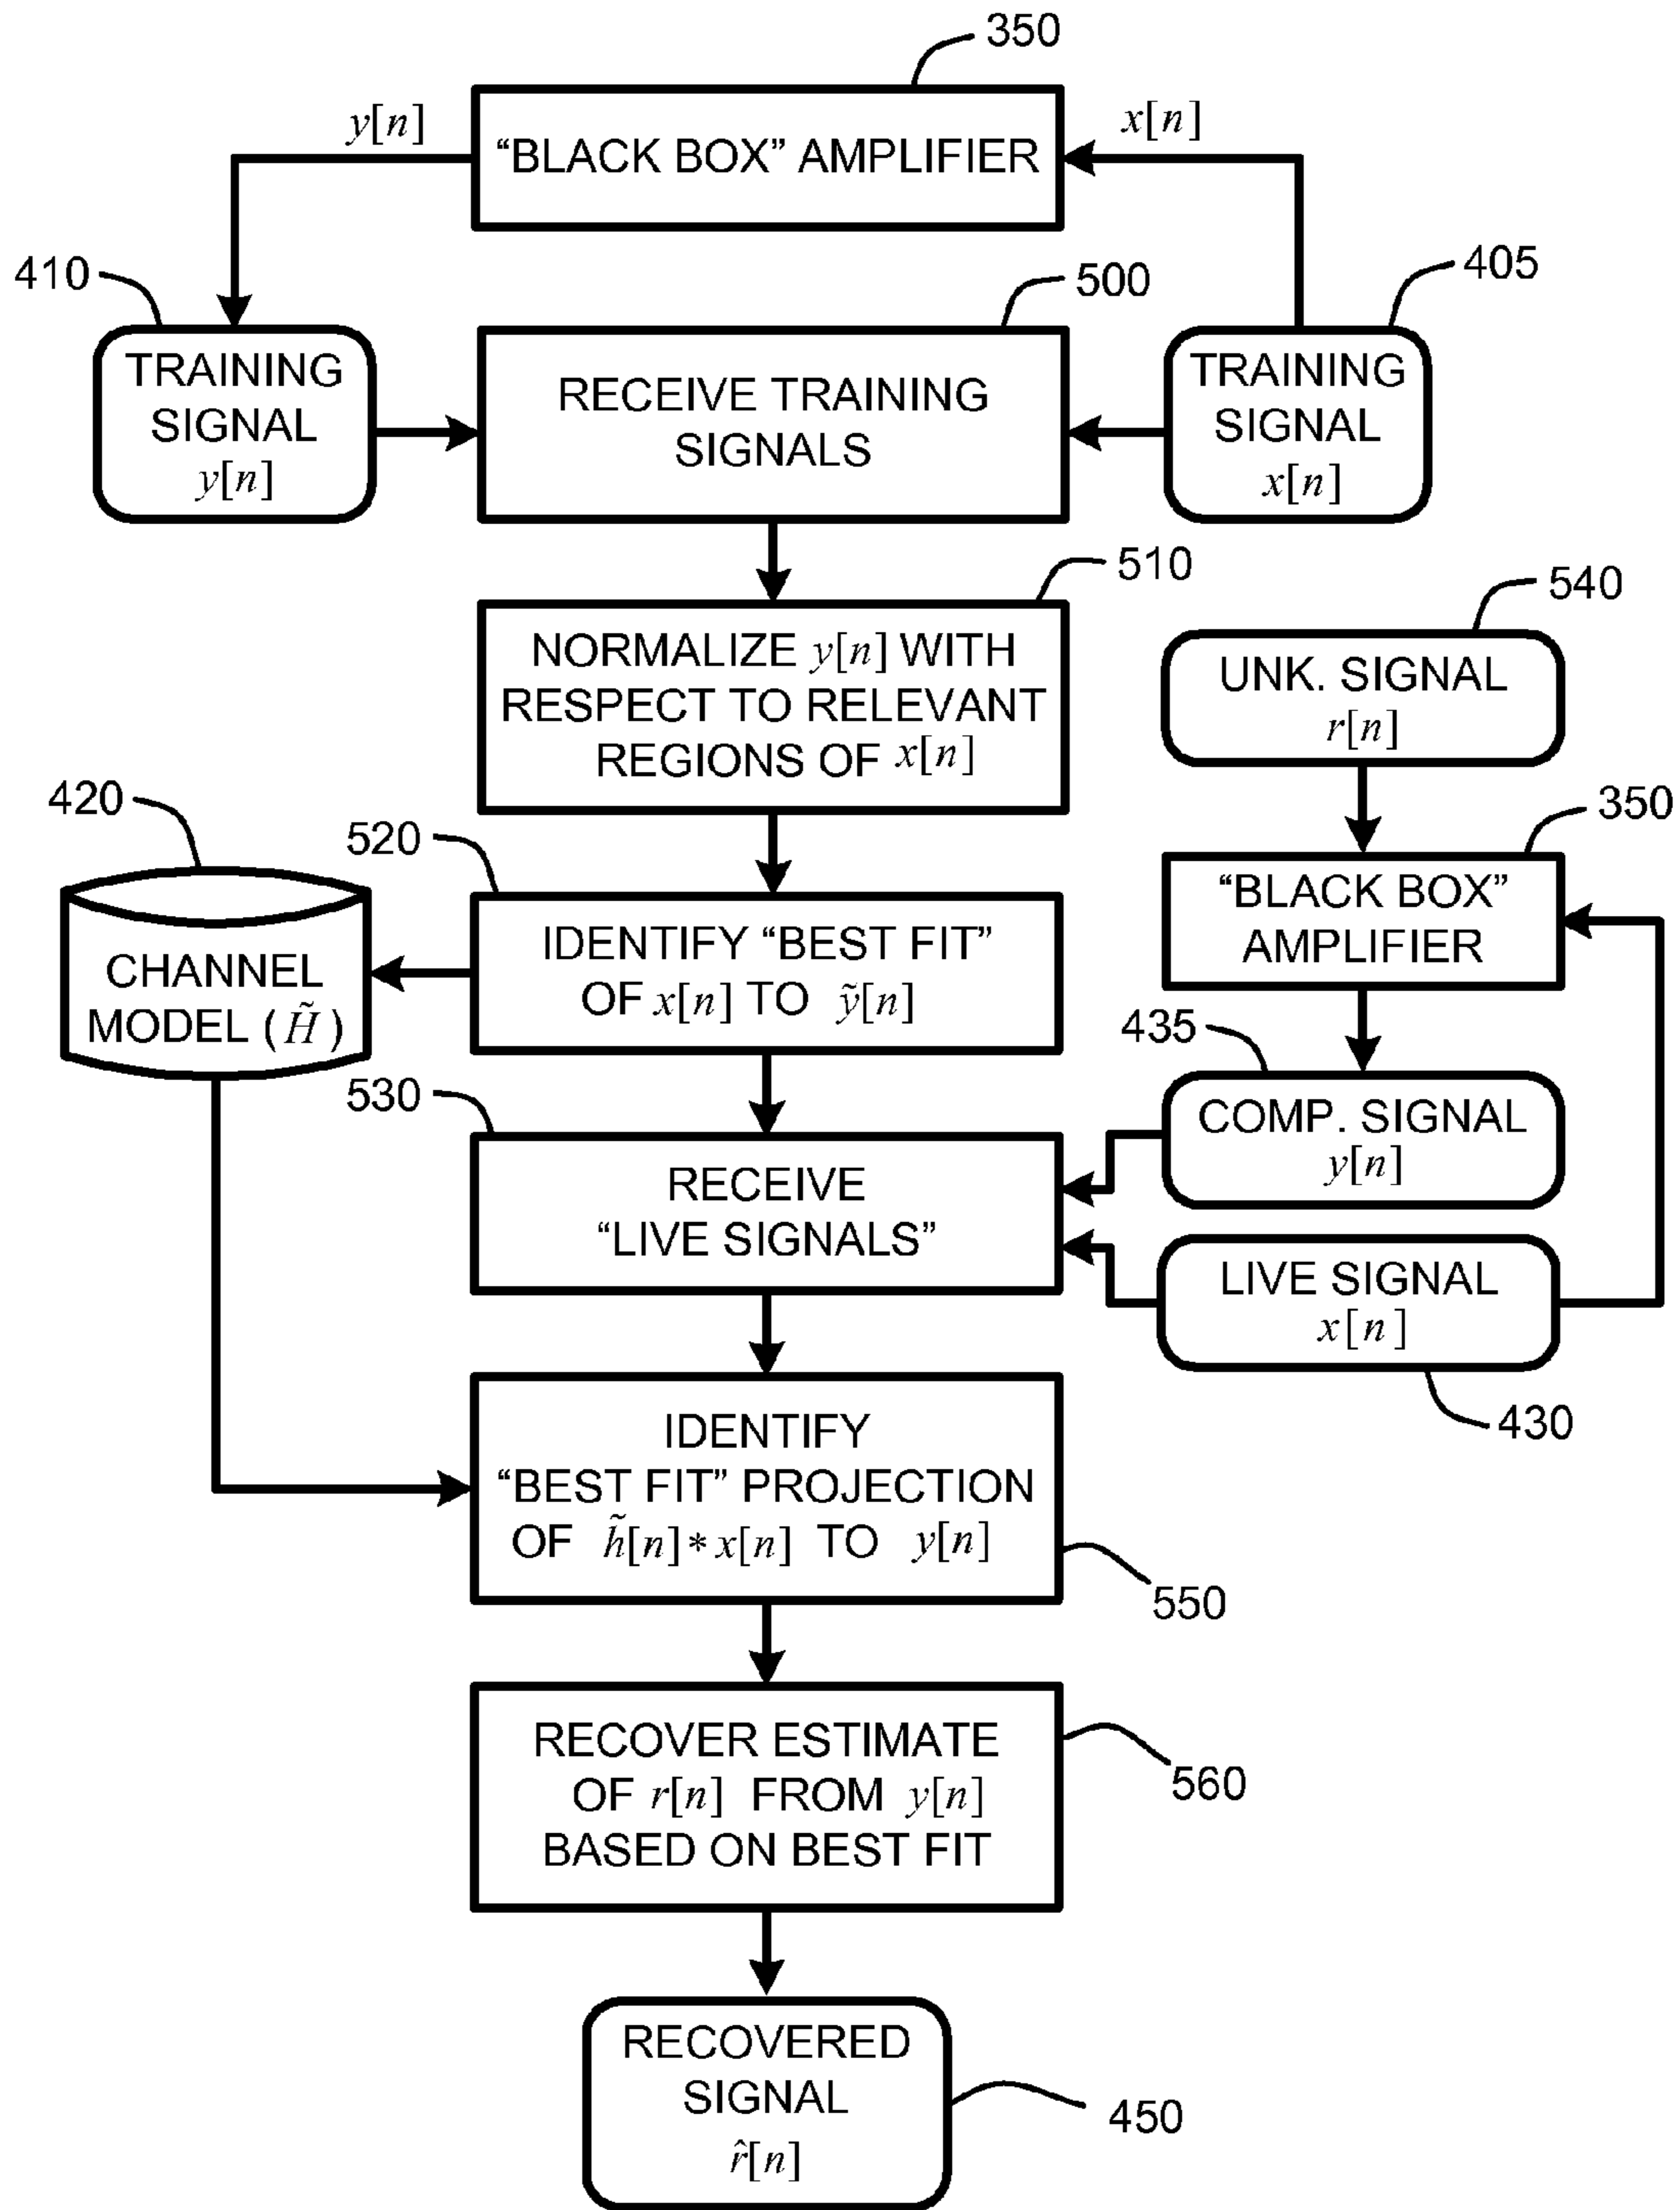 350
y[n]
“BLACK BOX” AMPLIFIER
x[n]
410
500
405
TRAINING
SIGNAL
y[n]
RECEIVE TRAINING
SIGNALS
TRAINING
SIGNAL
x[n]
510
540
NORMALIZE y[n] WITH
RESPECT TO RELEVANT
REGIONS OF x[n]
UNK. SIGNAL
r[n]
420
520
350
CHANNEL
MODEL (H̃)
IDENTIFY “BEST FIT”
OF x[n] TO ỹ[n]
“BLACK BOX”
AMPLIFIER
435
530
COMP. SIGNAL
y[n]
RECEIVE
“LIVE SIGNALS”
LIVE SIGNAL
x[n]
430
IDENTIFY
“BEST FIT” PROJECTION
OF h̃[n]*x[n] TO y[n]
550
RECOVER ESTIMATE
OF r[n] FROM y[n]
BASED ON BEST FIT
560
RECOVERED
SIGNAL
r̂[n]
450